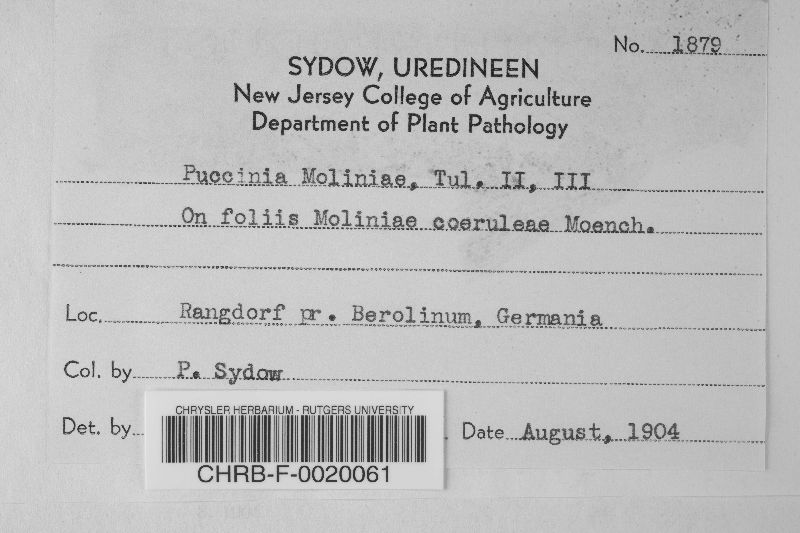 No. 1879
SYDOW, UREDINEEN
New Jersey College of Agriculture
Department of Plant Pathology
Puccinia Moliniae, Tul. II, III
On foliis Moliniae coeruleae Moench.
Loc. Rangdorf pr. Berolinum, Germania
Col. by P. Sydow
Det. by
Date August, 1904
CHRYSLER HERBARIUM - RUTGERS UNIVERSITY
CHRB-F-0020061